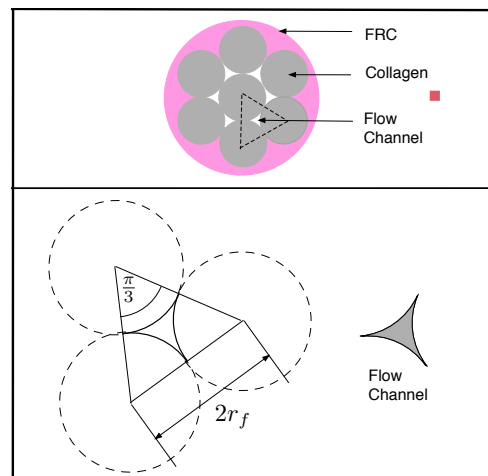 FRC
Collagen
Flow
Channel
π/3
2r_f
Flow
Channel